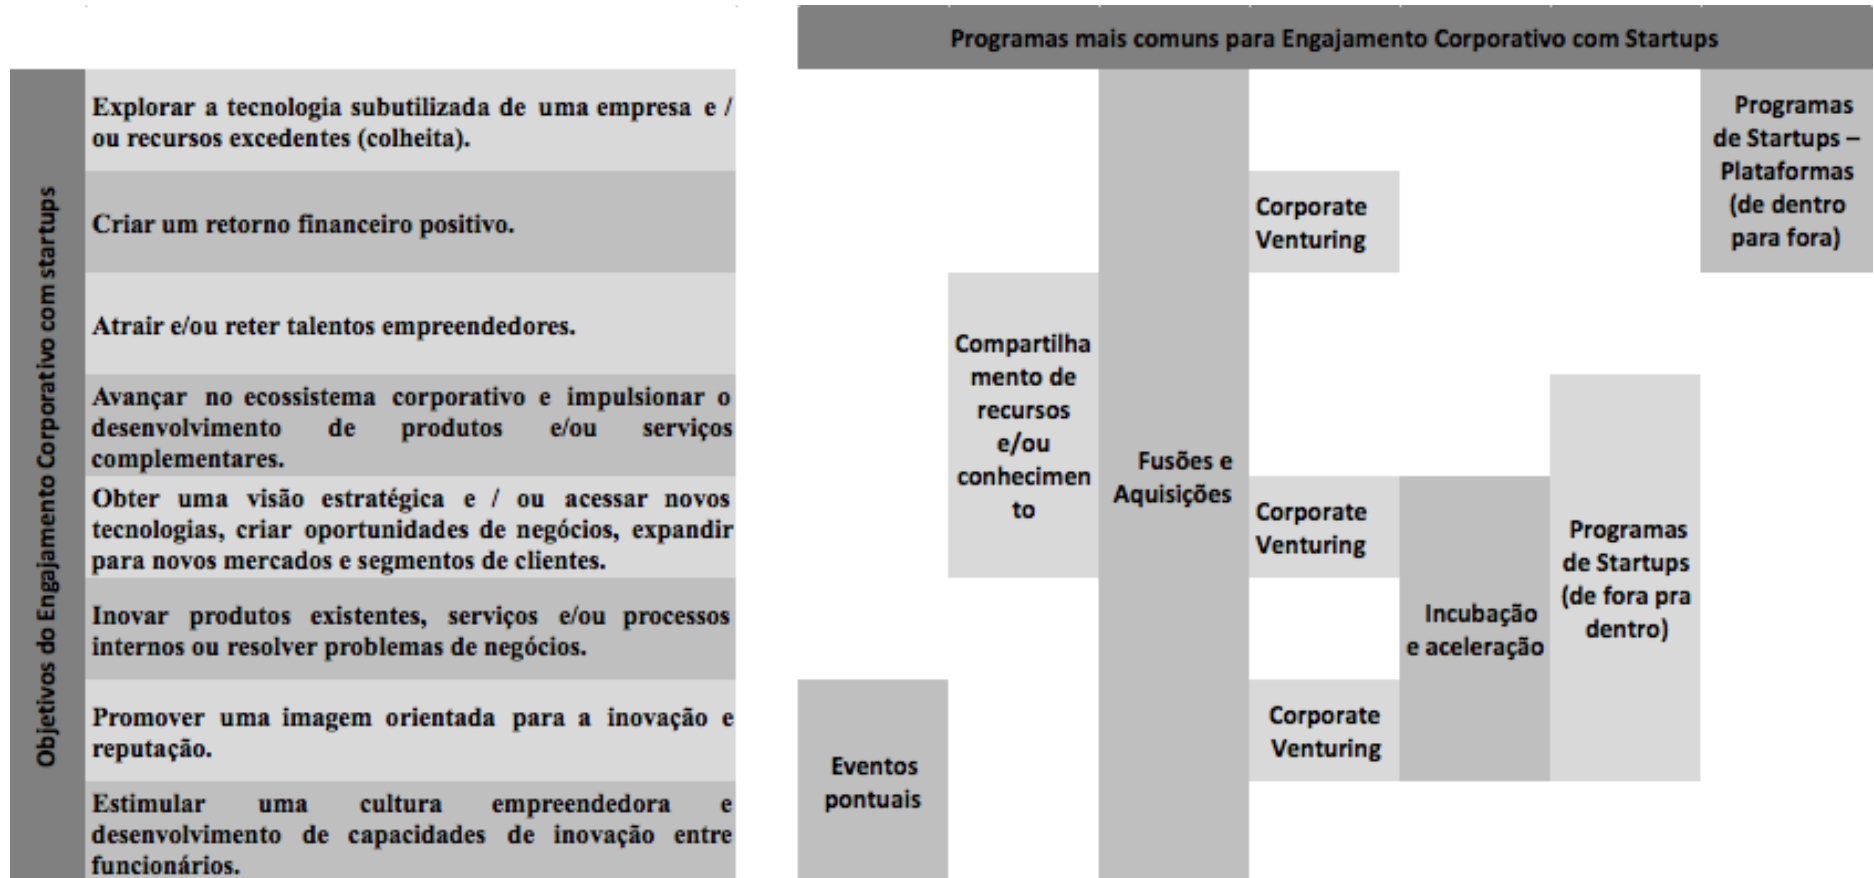 Programas mais comuns para Engajamento Corporativo com Startups
Objetivos do Engajamento Corporativo com startups
Explorar a tecnologia subutilizada de uma empresa e /
ou recursos excedentes (colheita).
Criar um retorno financeiro positivo.
Atrair e/ou reter talentos empreendedores.
Avançar no ecossistema corporativo e impulsionar o
desenvolvimento de produtos e/ou serviços
complementares.
Obter uma visão estratégica e / ou acessar novos
tecnologias, criar oportunidades de negócios, expandir
para novos mercados e segmentos de clientes.
Inovar produtos existentes, serviços e/ou processos
internos ou resolver problemas de negócios.
Promover uma imagem orientada para a inovação e
reputação.
Estimular uma cultura empreendedora e
desenvolvimento de capacidades de inovação entre
funcionários.
Eventos
pontuais
Compartilha
mento de
recursos
e/ou
conhecimen
to
Fusões e
Aquisições
Corporate
Venturing
Corporate
Venturing
Corporate
Venturing
Incubação
e aceleração
Programas
de Startups
(de fora pra
dentro)
Programas
de Startups –
Plataformas
(de dentro
para fora)